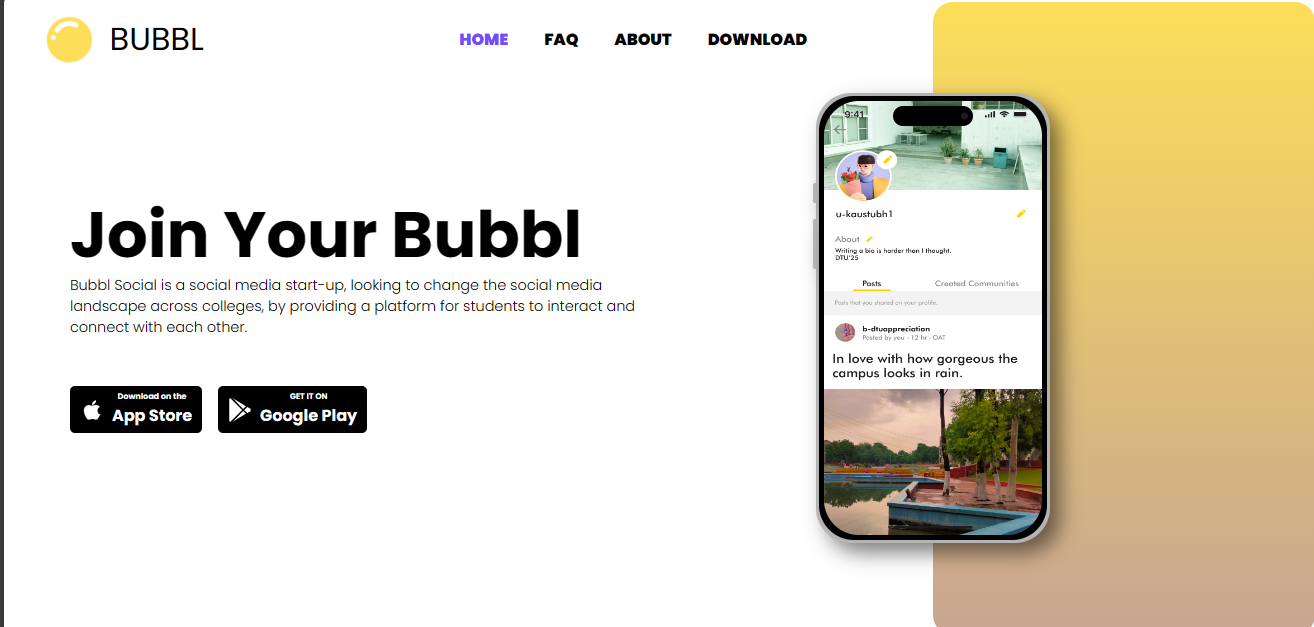 BUBBL
HOME FAQ ABOUT DOWNLOAD
Join Your Bubbl
Bubbl Social is a social media start-up, looking to change the social media
landscape across colleges, by providing a platform for students to interact and
connect with each other.
Download on the
App Store
GET IT ON
Google Play
9:41
u-kaustubh1
About
Writing a bio is harder than I thought.
DTU'25
Posts Created Communities
Posts that you shared on your profile.
b-dtuappreciation
Posted by you - 12 hr - OAT
In love with how gorgeous the
campus looks in rain.